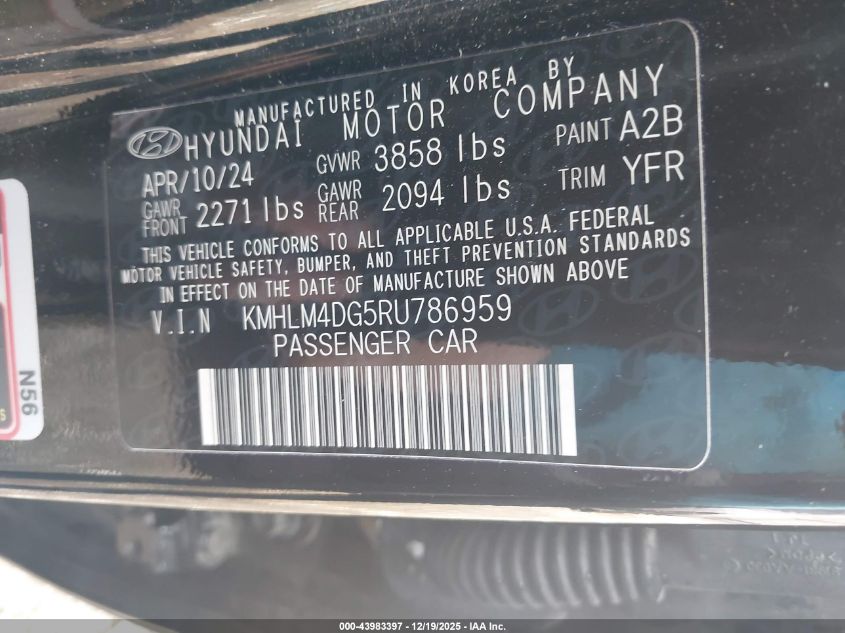 MANUFACTURED IN KOREA BY
HYUNDAI MOTOR COMPANY
APR/10/24 GVWR 3858 lbs PAINT A2B
GAWR FRONT 2271 lbs GAWR REAR 2094 lbs TRIM YFR
THIS VEHICLE CONFORMS TO ALL APPLICABLE U.S.A. FEDERAL
MOTOR VEHICLE SAFETY, BUMPER, AND THEFT PREVENTION STANDARDS
IN EFFECT ON THE DATE OF MANUFACTURE SHOWN ABOVE
V.I.N KMHLM4DG5RU786959
PASSENGER CAR
N56
000-43983397 - 12/19/2025 - IAA Inc.